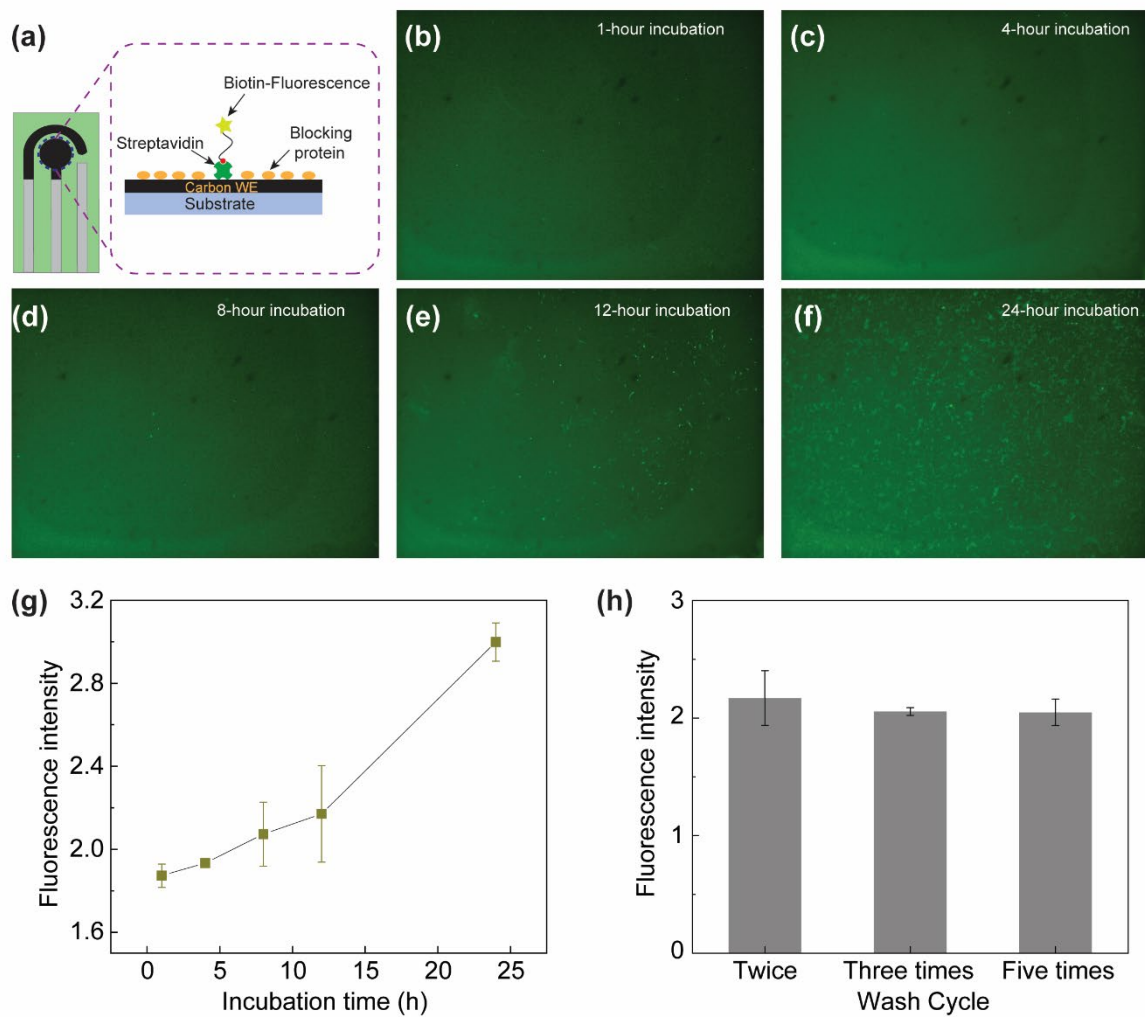 (a)
Biotin-Fluorescence
Streptavidin
Blocking
protein
Carbon WE
Substrate
(b)
1-hour incubation
(c)
4-hour incubation
(d)
8-hour incubation
(e)
12-hour incubation
(f)
24-hour incubation
(g)
Fluorescence intensity
3.2
2.8
2.4
2.0
1.6
0 5 10 15 20 25
Incubation time (h)
(h)
Fluorescence intensity
3
2
1
0
Twice Three times Five times
Wash Cycle